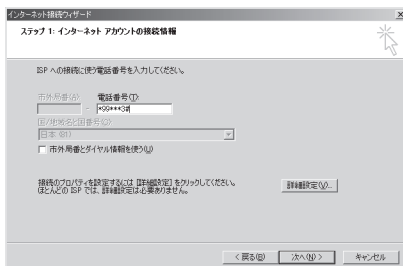 インターネット接続ウィザード
ステップ 1: インターネット アカウントの接続情報
ISP への接続に使う電話番号を入力してください。
市外局番(A): 電話番号(T):
- *99***3#
国/地域名と国番号(C):
日本 (81)
市外局番とダイヤル情報を使う(U)
接続のプロパティを設定するには [詳細設定] をクリックしてください。
ほとんどの ISP では、詳細設定は必要ありません。
詳細設定(V)...
< 戻る(B) 次へ(N) > キャンセル